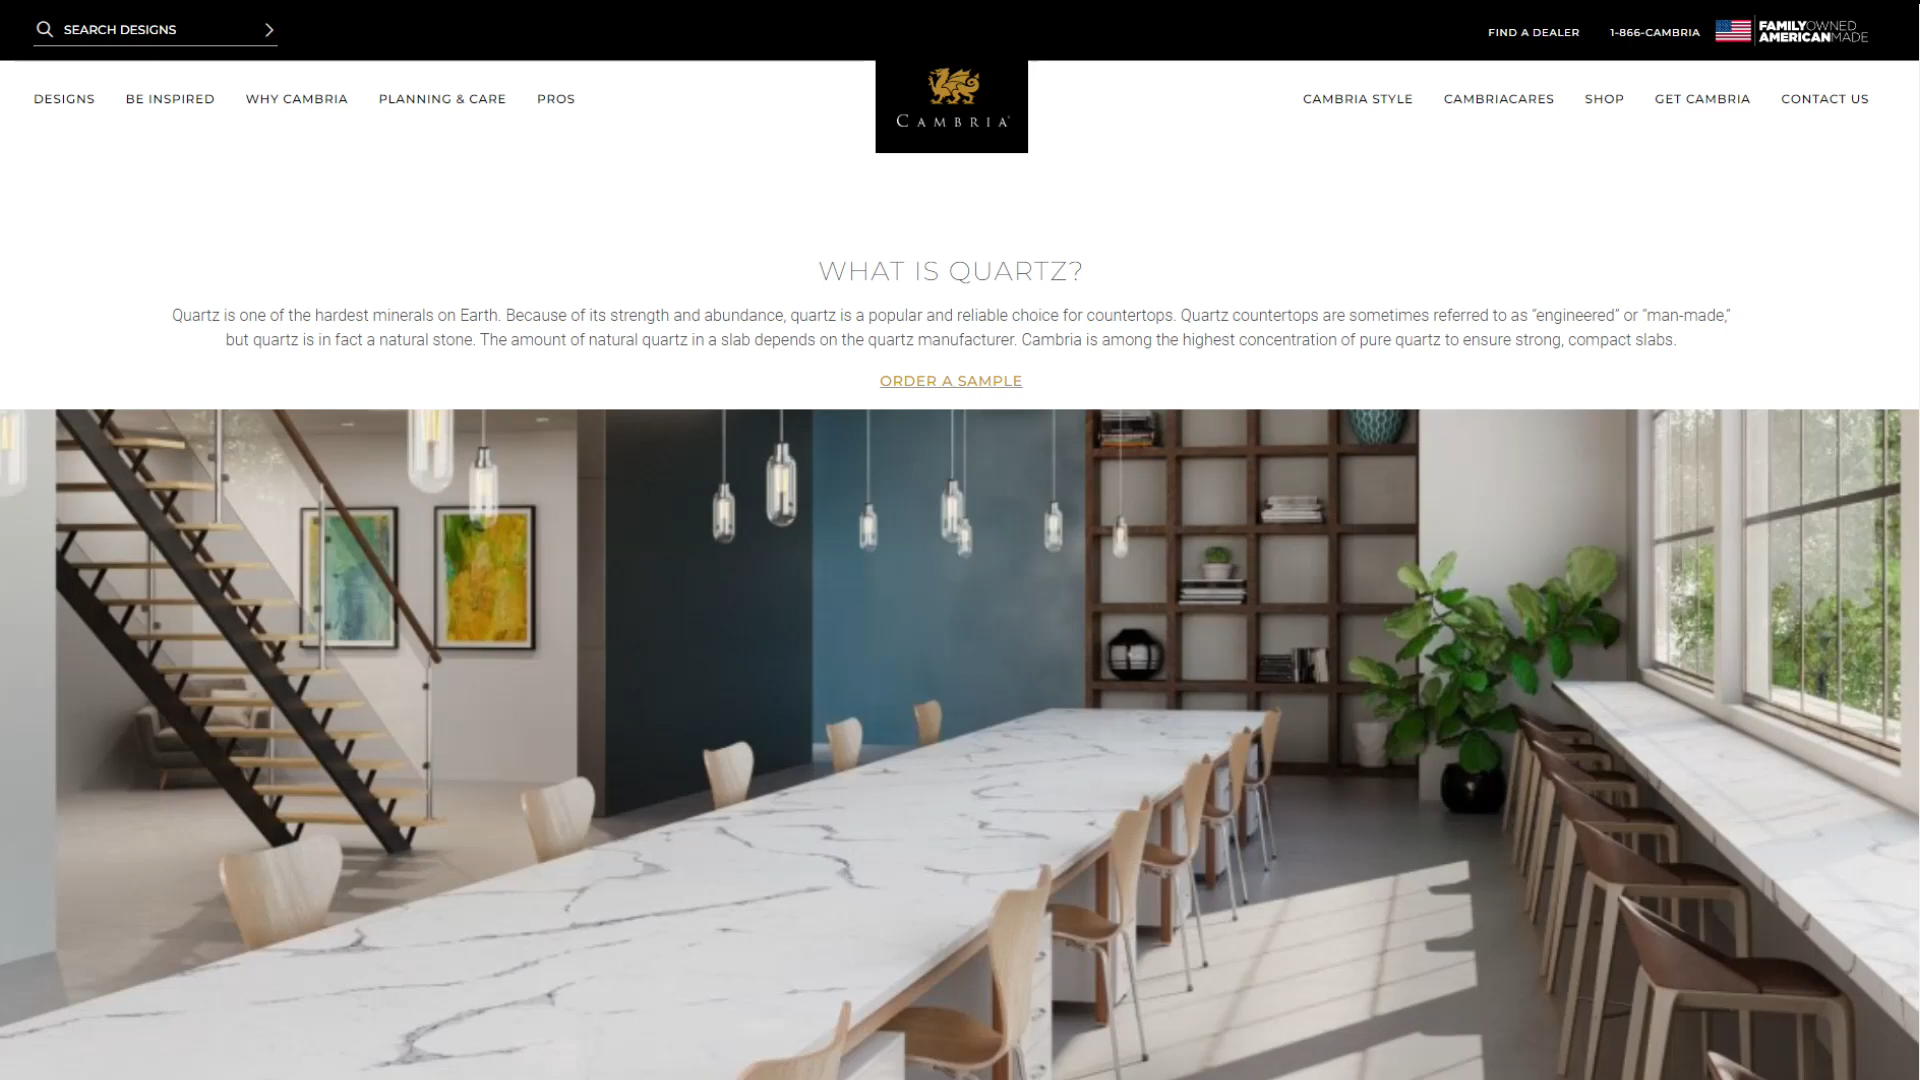 SEARCH DESIGNS
FIND A DEALER
1-866-CAMBRIA
FAMILYOWNED
AMERICANMADE
DESIGNS
BE INSPIRED
WHY CAMBRIA
PLANNING & CARE
PROS
CAMBRIA
CAMBRIA STYLE
CAMBRIACARES
SHOP
GET CAMBRIA
CONTACT US
WHAT IS QUARTZ?
Quartz is one of the hardest minerals on Earth. Because of its strength and abundance, quartz is a popular and reliable choice for countertops. Quartz countertops are sometimes referred to as “engineered” or “man-made,”
but quartz is in fact a natural stone. The amount of natural quartz in a slab depends on the quartz manufacturer. Cambria is among the highest concentration of pure quartz to ensure strong, compact slabs.
ORDER A SAMPLE